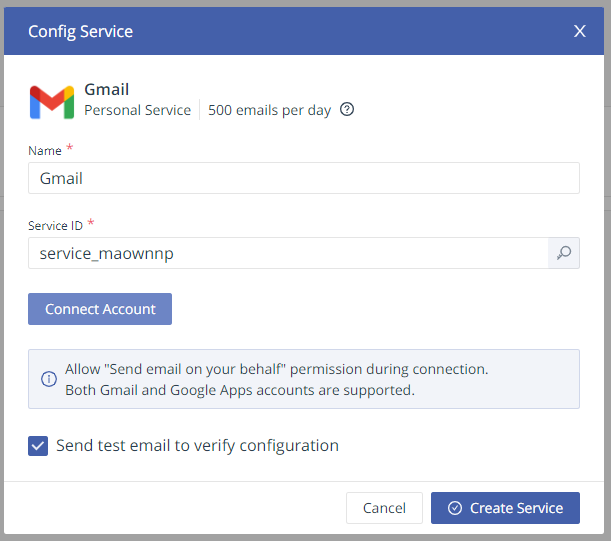 Config Service
X
Gmail
Personal Service 500 emails per day ?
Name *
Gmail
Service ID *
service_maownnp
Connect Account
Allow "Send email on your behalf" permission during connection.
Both Gmail and Google Apps accounts are supported.
Send test email to verify configuration
Cancel Create Service